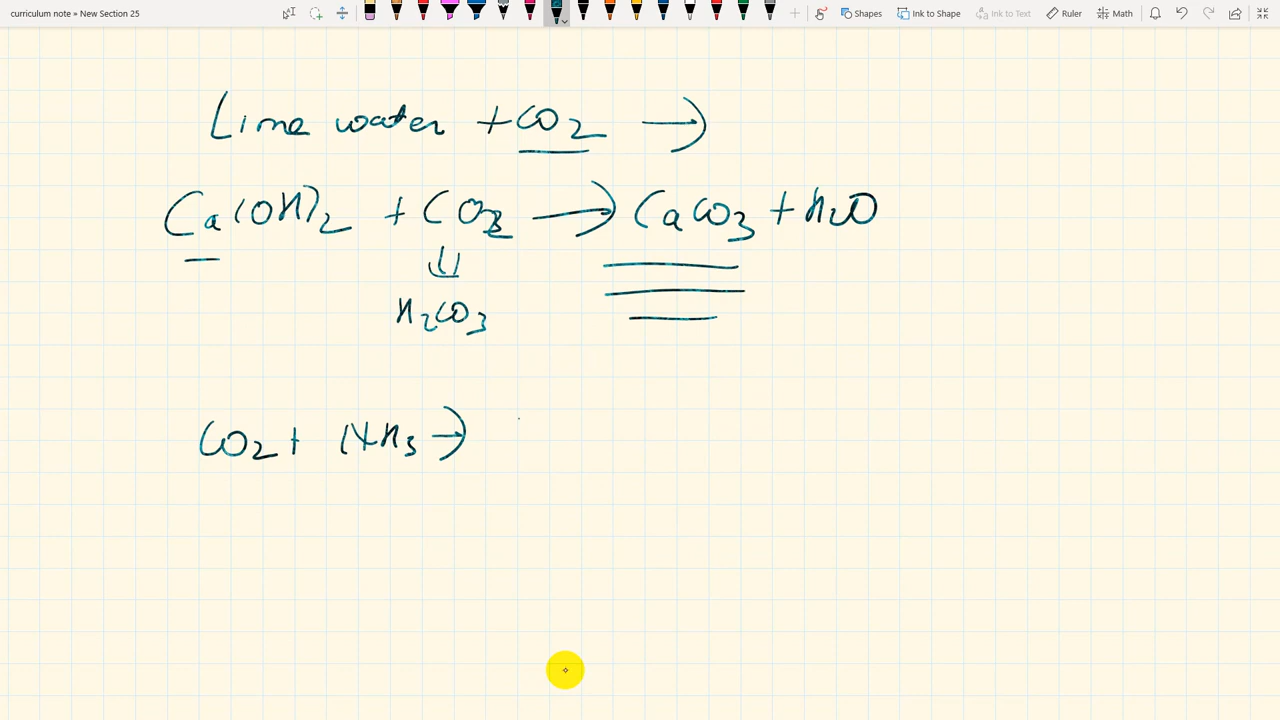 curriculum note » New Section 25
Ink to Shape
Ink to Text
Shapes
Ruler
Math
Lime water + CO2 →
Ca(OH)2 + CO2 → CaCO3 + H2O
⇓
H2CO3
CO2 + NH3 →